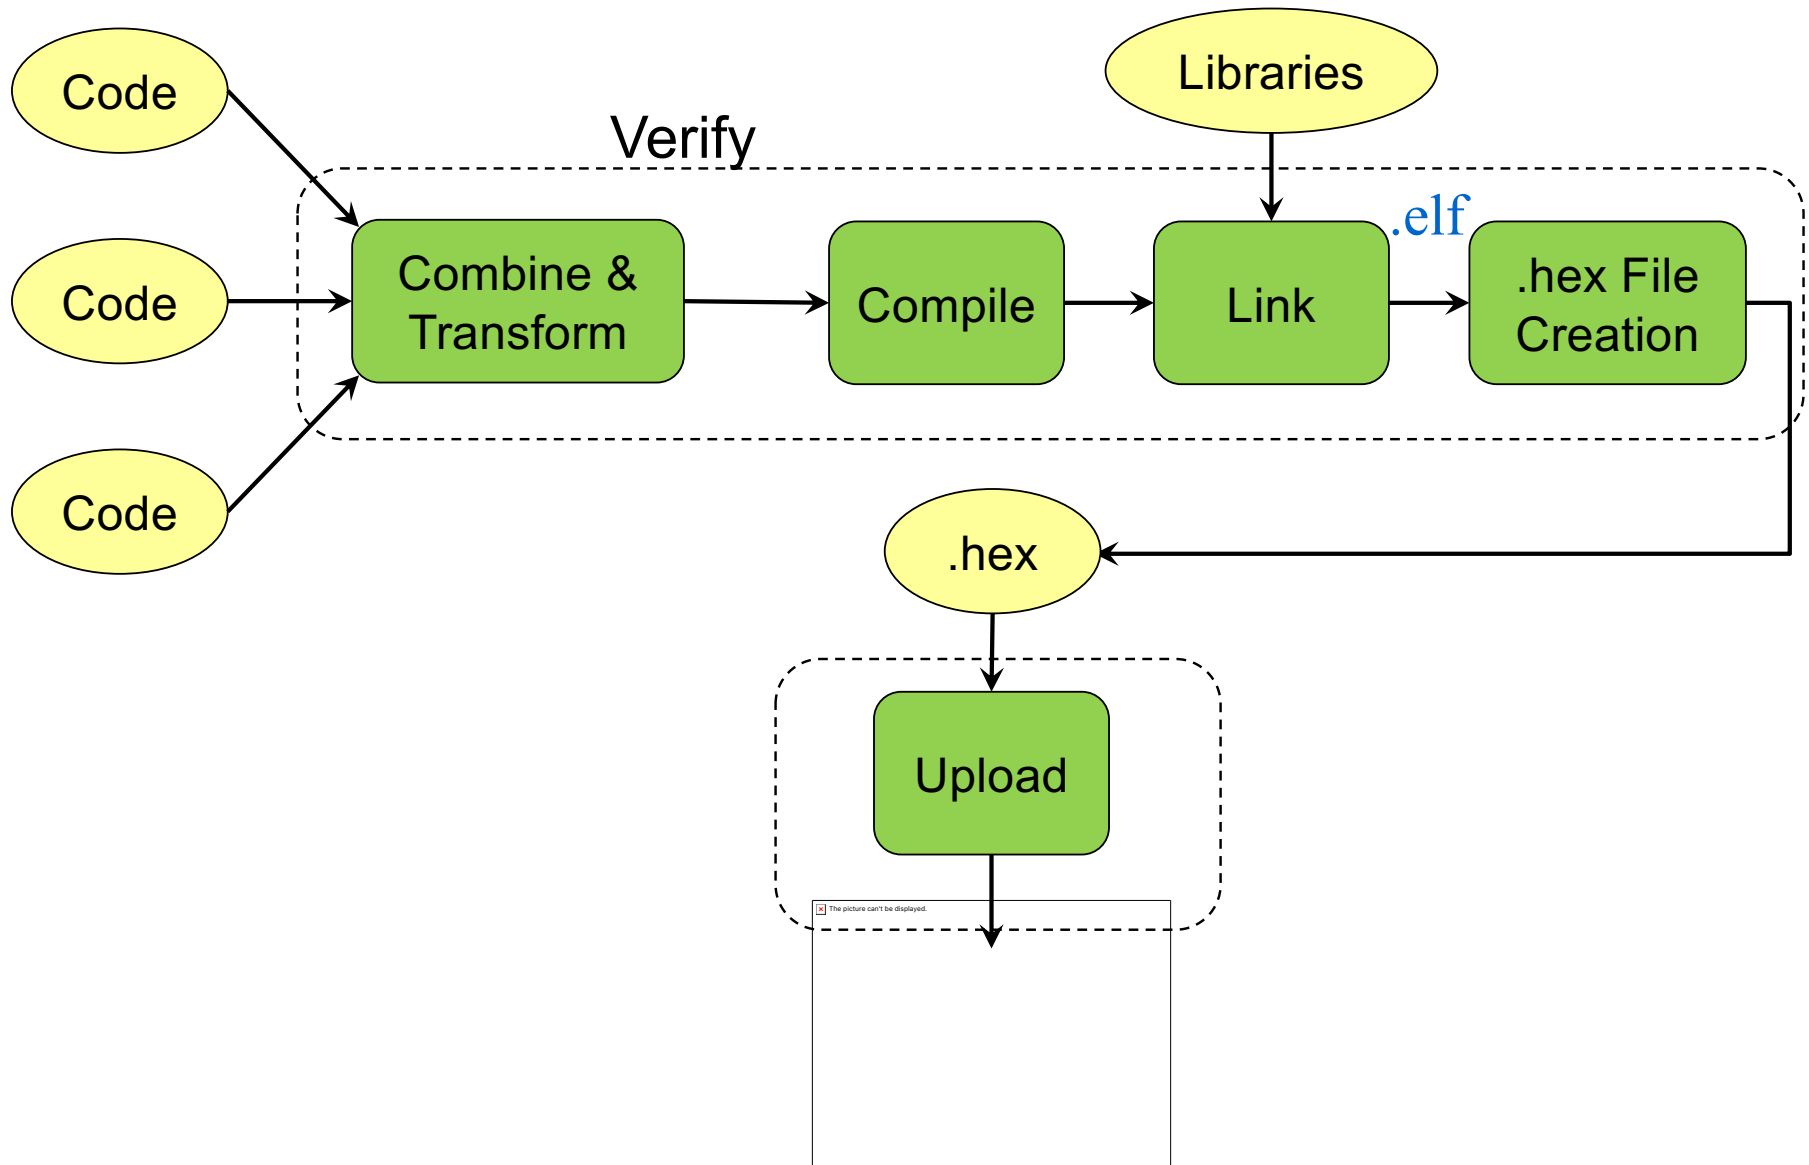 Code
Libraries
Verify
.elf
Combine &
Transform
Compile
Link
.hex File
Creation
Code
Code
.hex
Upload
The picture can't be displayed.